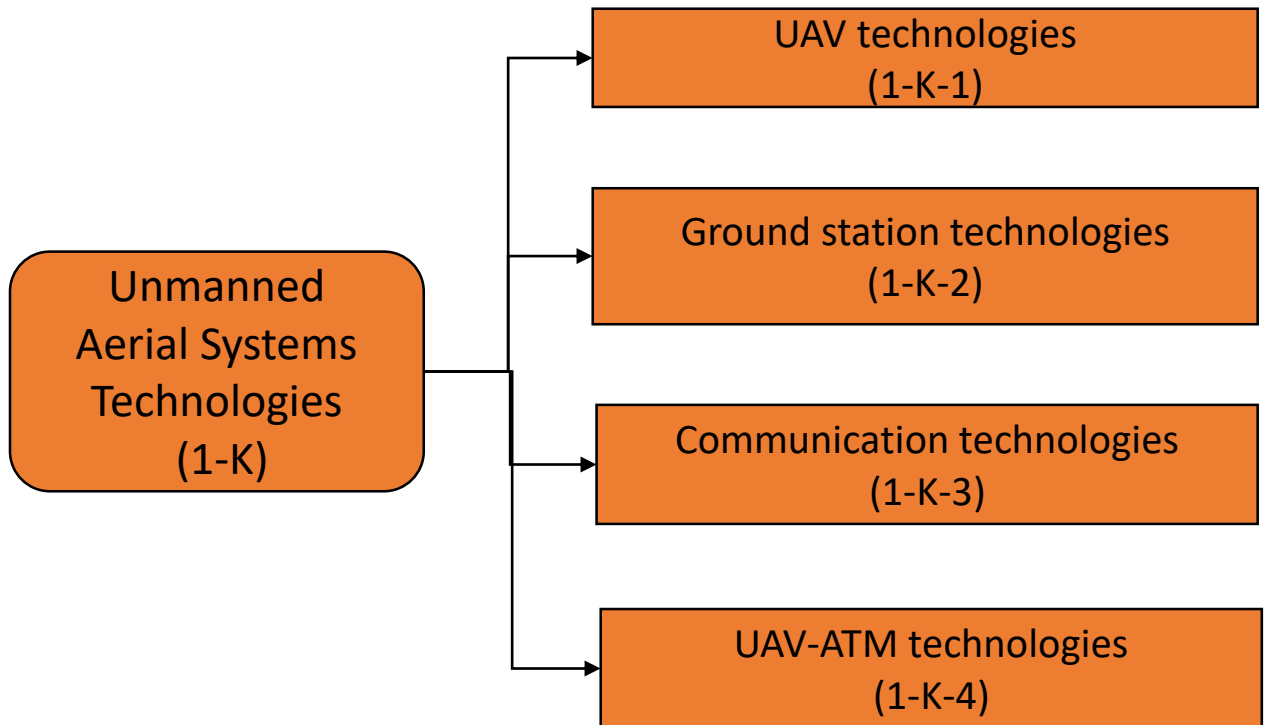 Unmanned
Aerial Systems
Technologies
(1-K)
UAV technologies
(1-K-1)
Ground station technologies
(1-K-2)
Communication technologies
(1-K-3)
UAV-ATM technologies
(1-K-4)